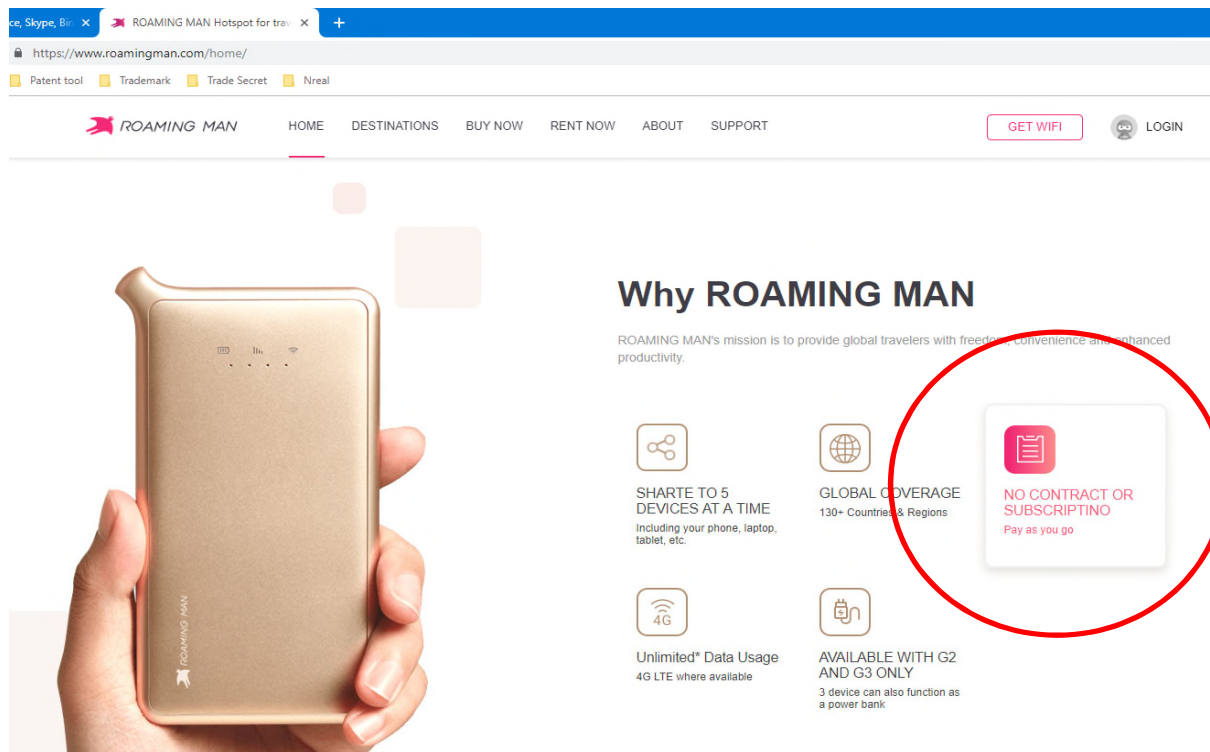 ce, Skype, Bin
ROAMING MAN Hotspot for trav
https://www.roamingman.com/home/
Patent tool
Trademark
Trade Secret
Nreal
ROAMING MAN
HOME
DESTINATIONS
BUY NOW
RENT NOW
ABOUT
SUPPORT
GET WIFI
LOGIN
Why ROAMING MAN
ROAMING MAN's mission is to provide global travelers with freedom, convenience and enhanced
productivity.
SHARTE TO 5
DEVICES AT A TIME
Including your phone, laptop,
tablet, etc.
GLOBAL COVERAGE
130+ Countries & Regions
NO CONTRACT OR
SUBSCRIPTINO
Pay as you go
4G
Unlimited* Data Usage
4G LTE where available
AVAILABLE WITH G2
AND G3 ONLY
3 device can also function as
a power bank
ROAMING MAN